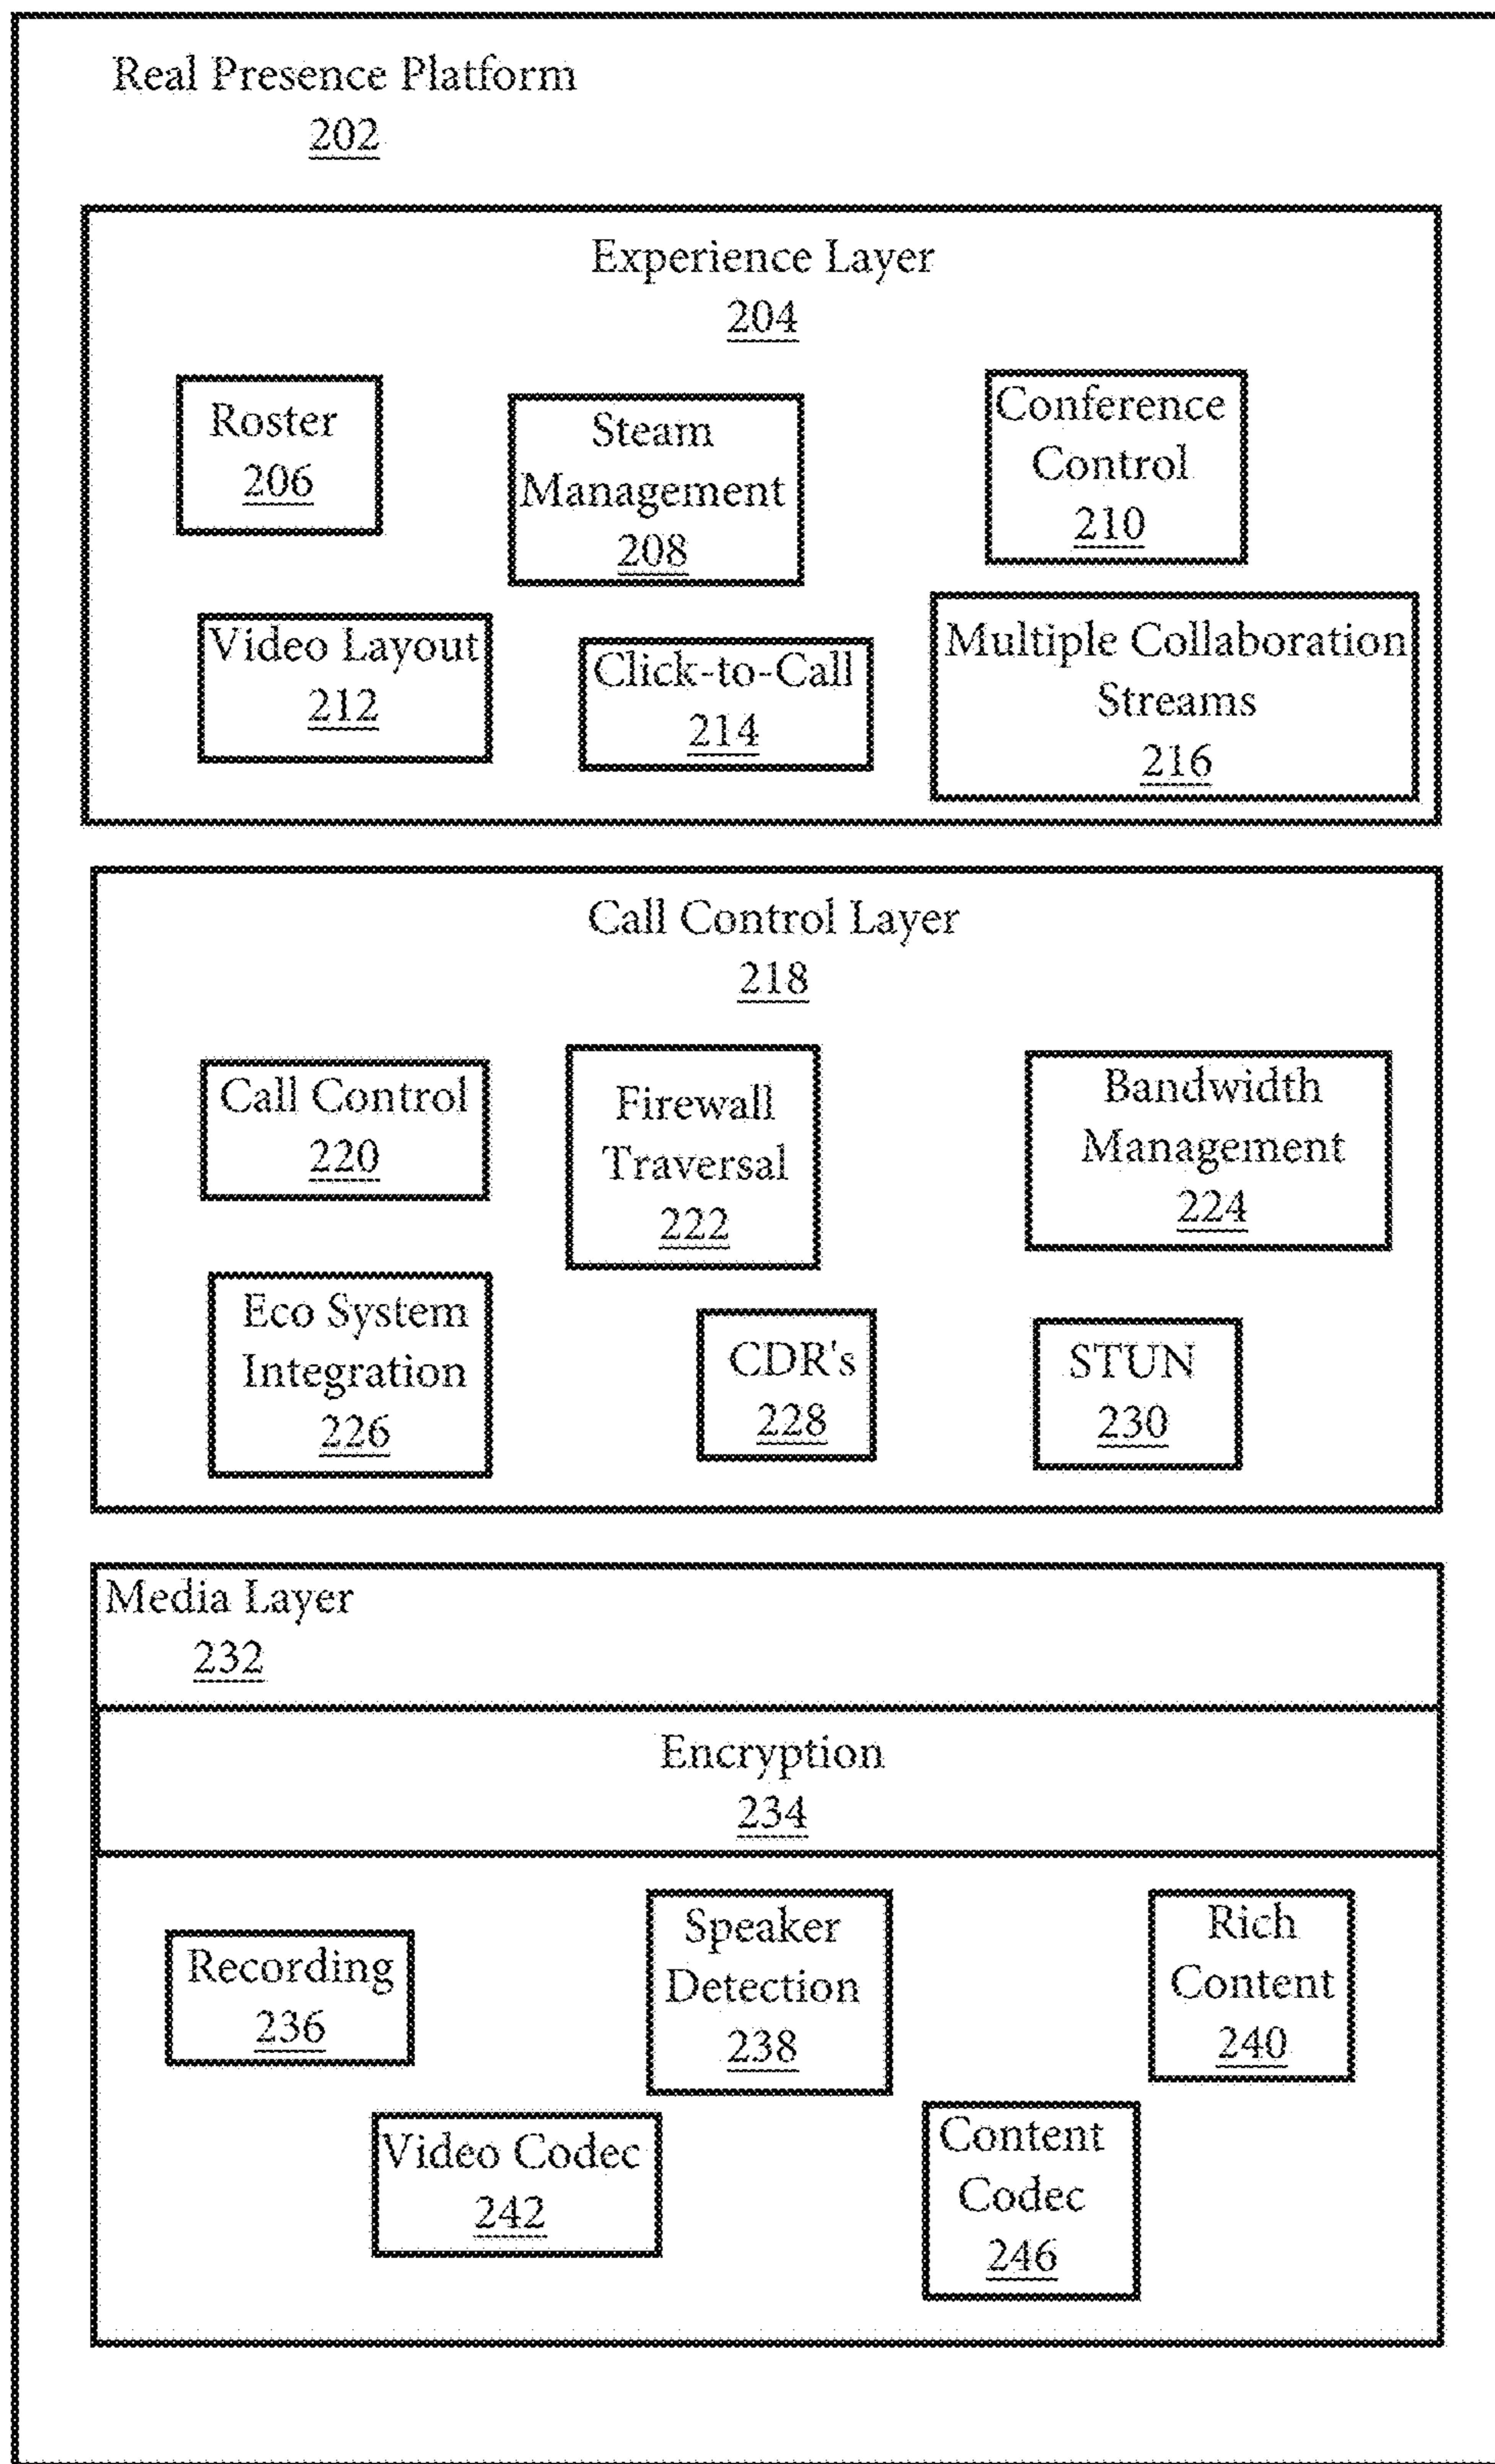 Real Presence Platform
202
Experience Layer
204
Roster
206
Steam
Management
208
Conference
Control
210
Video Layout
212
Click-to-Call
214
Multiple Collaboration
Streams
216
Call Control Layer
218
Call Control
220
Firewall
Traversal
222
Bandwidth
Management
224
Eco System
Integration
226
CDR's
228
STUN
230
Media Layer
232
Encryption
234
Recording
236
Speaker
Detection
238
Rich
Content
240
Video Codec
242
Content
Codec
246